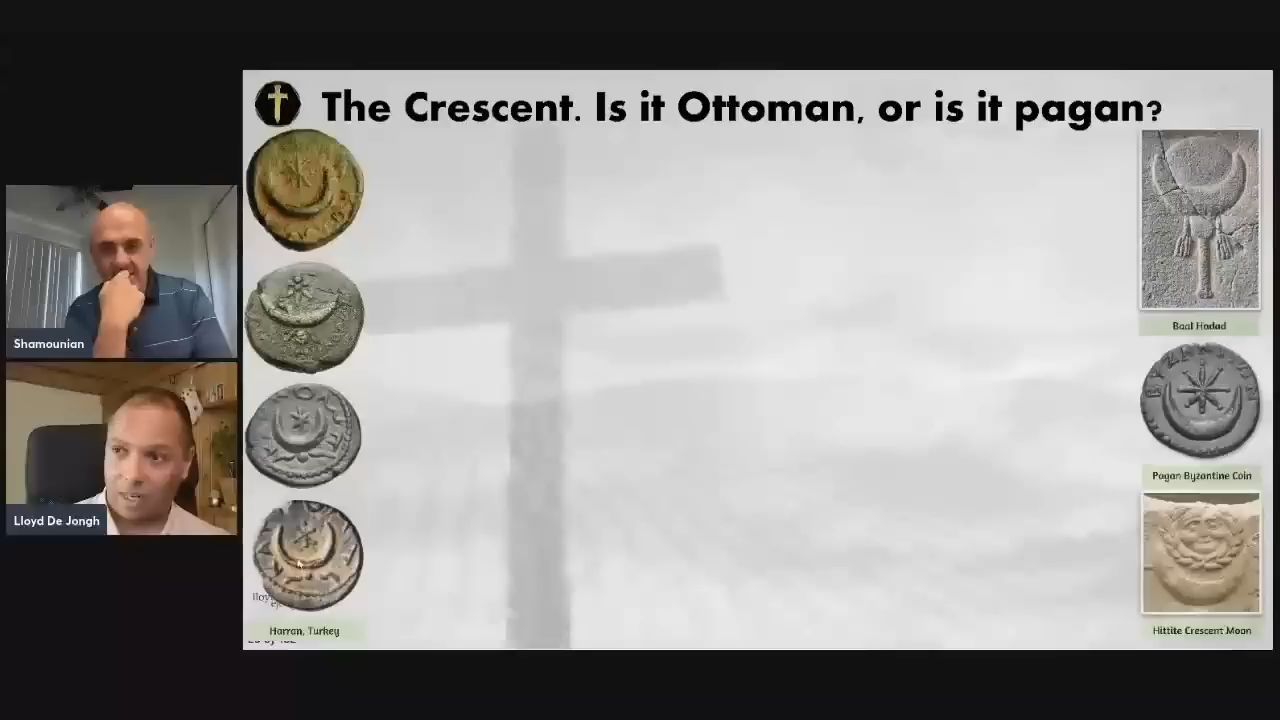 The Crescent. Is it Ottoman, or is it pagan?
Shamounian
Lloyd De Jongh
Harran, Turkey
Baal Hadad
Pagan Byzantine Coin
Hittite Crescent Moon